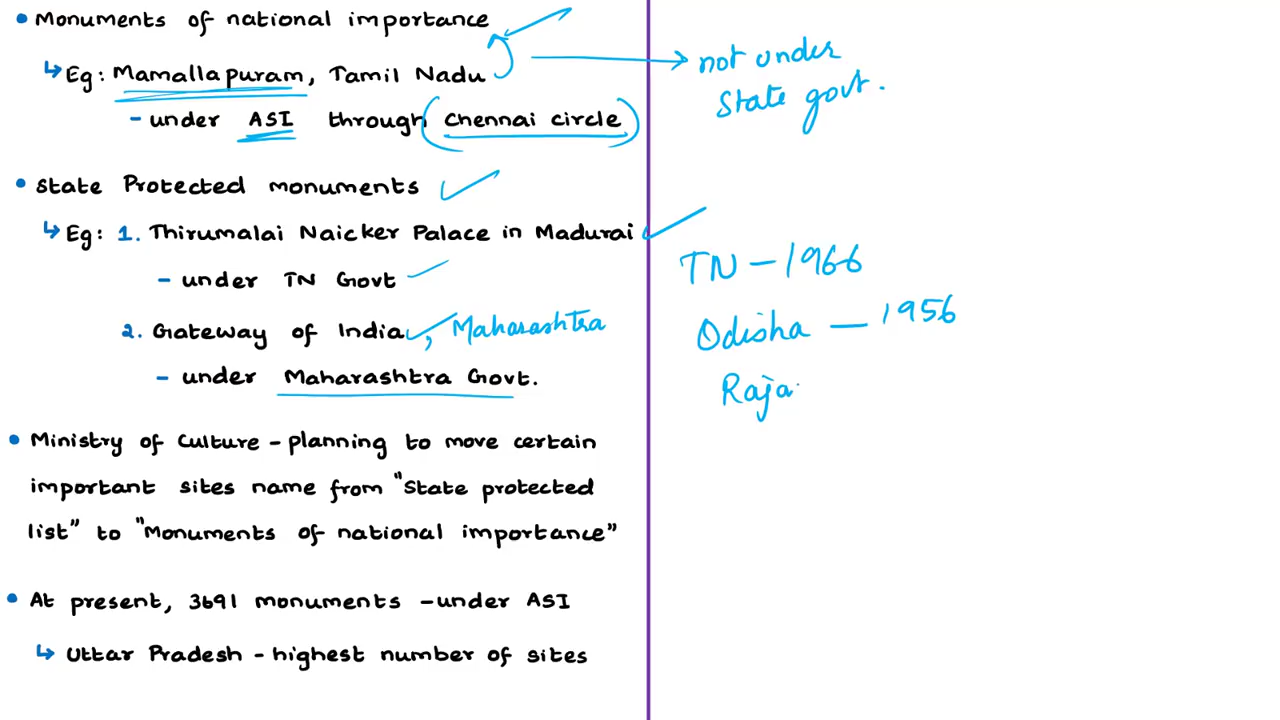 • Monuments of national importance
↳ Eg: Mamallapuram, Tamil Nadu
- under ASI through (Chennai circle)
• State Protected monuments
↳ Eg: 1. Thirumalai Naicker Palace in Madurai
- under TN Govt
2. Gateway of India, Maharashtra
- under Maharashtra Govt.
• Ministry of Culture - planning to move certain
important sites name from "State protected
list" to "Monuments of national importance"
• At present, 3691 monuments - under ASI
↳ Uttar Pradesh - highest number of sites
not under
State govt.
TN - 1966
Odisha - 1956
Raja